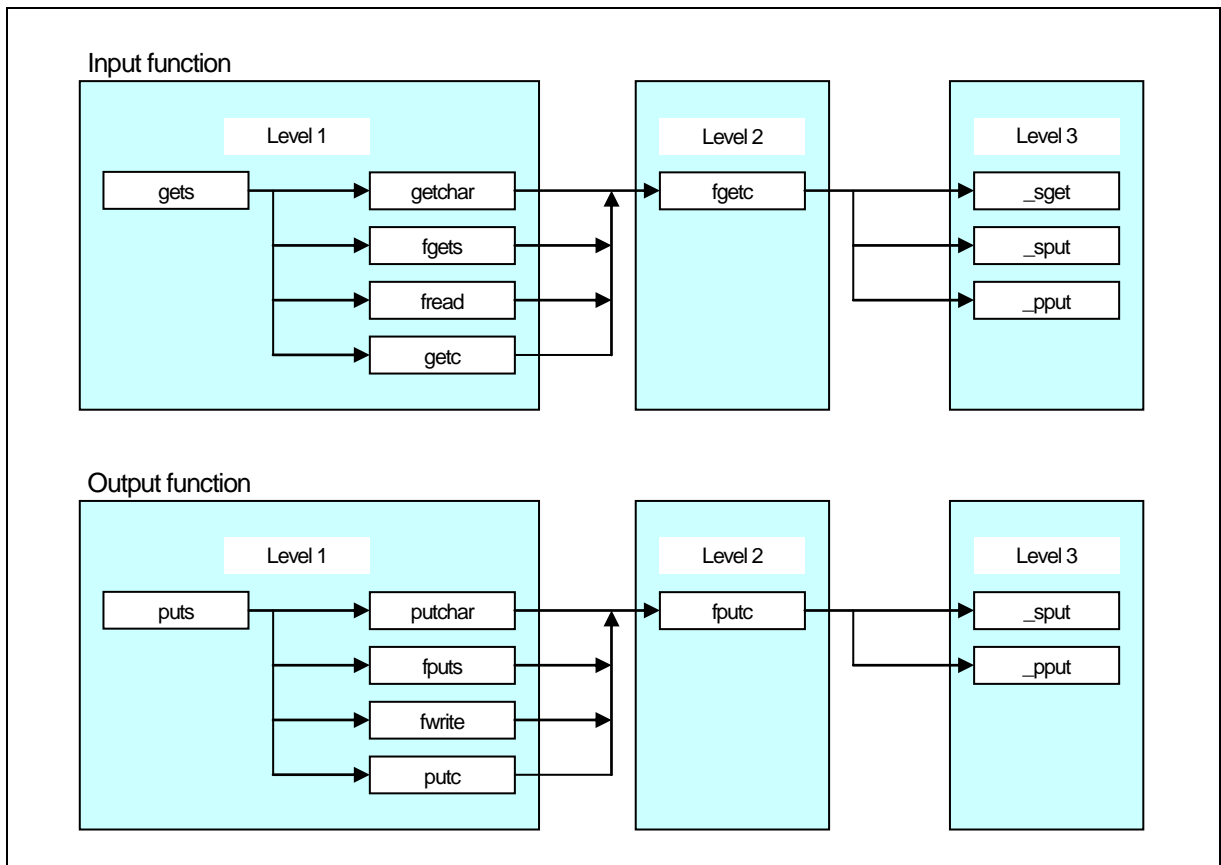 Input function
Level 1
Level 2
Level 3
gets
getchar
fgetc
_sget
fgets
_sput
fread
_pput
getc
Output function
Level 1
Level 2
Level 3
puts
putchar
fputc
_sput
fputs
_pput
fwrite
putc